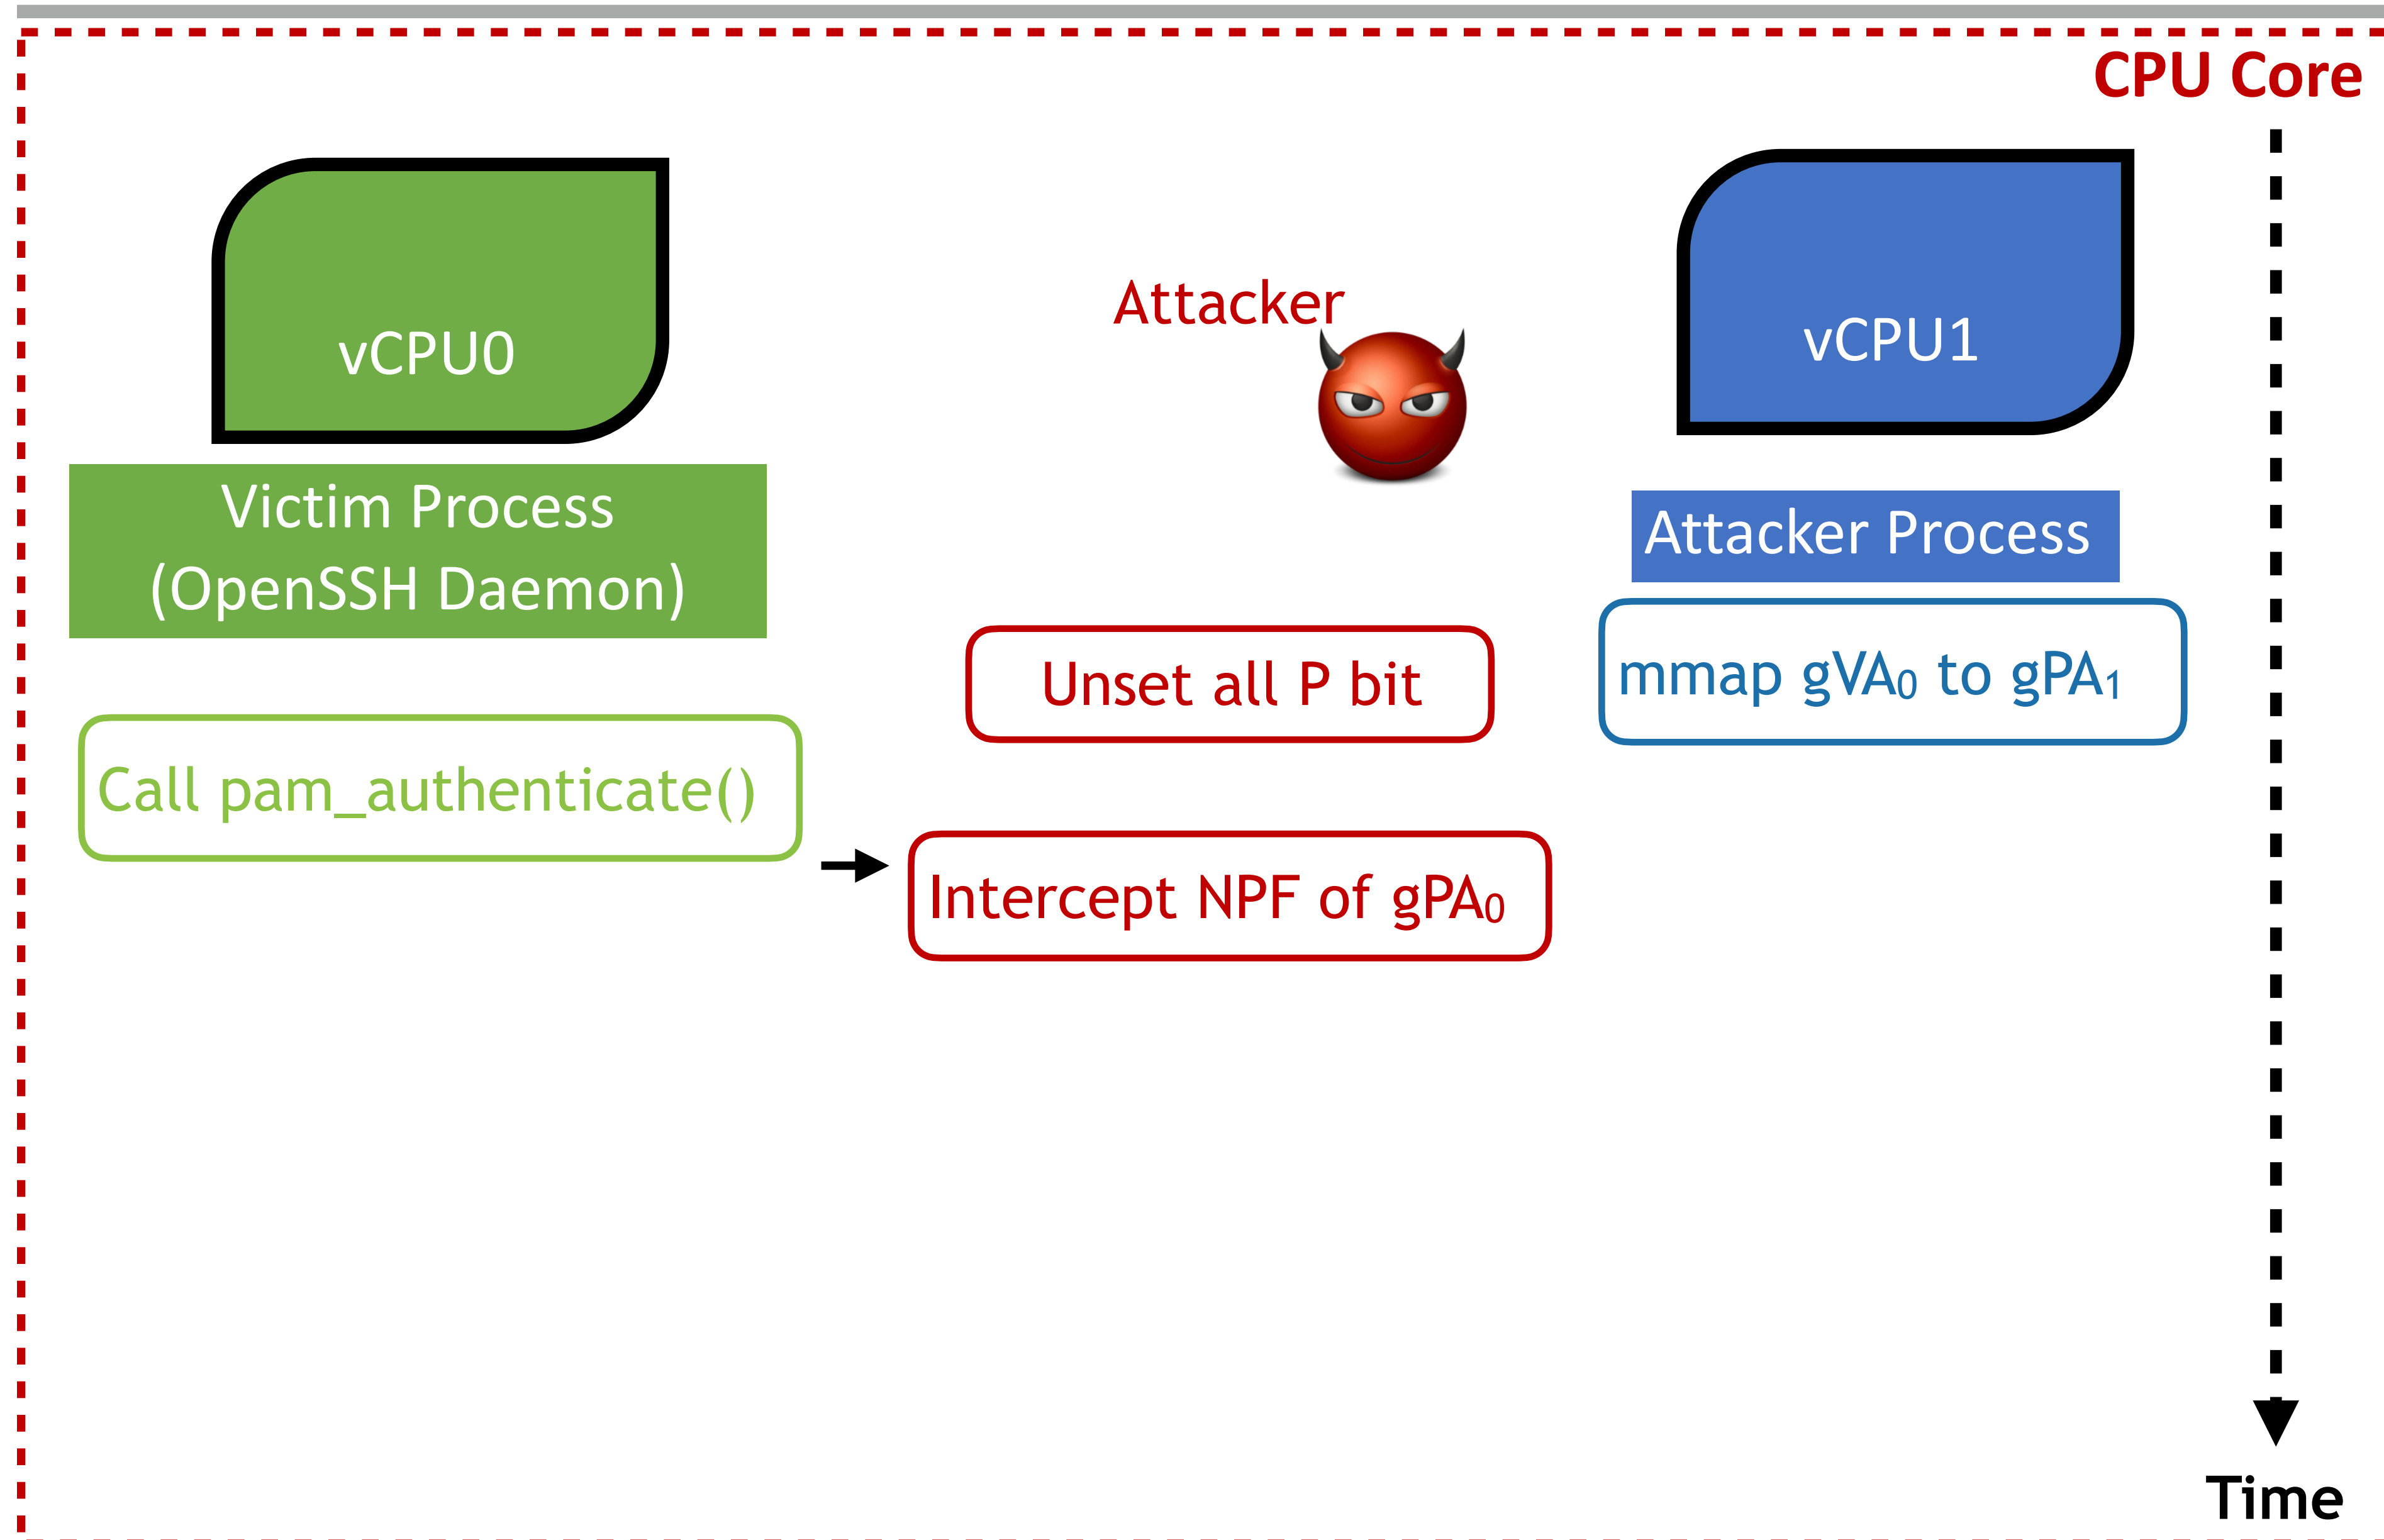 CPU Core
vCPU0
Attacker
vCPU1
Victim Process
(OpenSSH Daemon)
Attacker Process
Unset all P bit
mmap gVA₀ to gPA₁
Call pam_authenticate()
Intercept NPF of gPA₀
Time